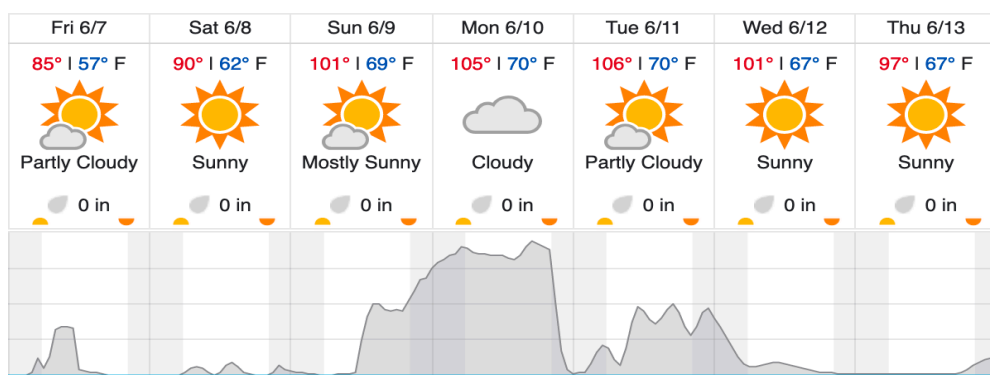 Fri 6/7 Sat 6/8 Sun 6/9 Mon 6/10 Tue 6/11 Wed 6/12 Thu 6/13
85° | 57° F 90° | 62° F 101° | 69° F 105° | 70° F 106° | 70° F 101° | 67° F 97° | 67° F
Partly Cloudy Sunny Mostly Sunny Cloudy Partly Cloudy Sunny Sunny
0 in 0 in 0 in 0 in 0 in 0 in 0 in